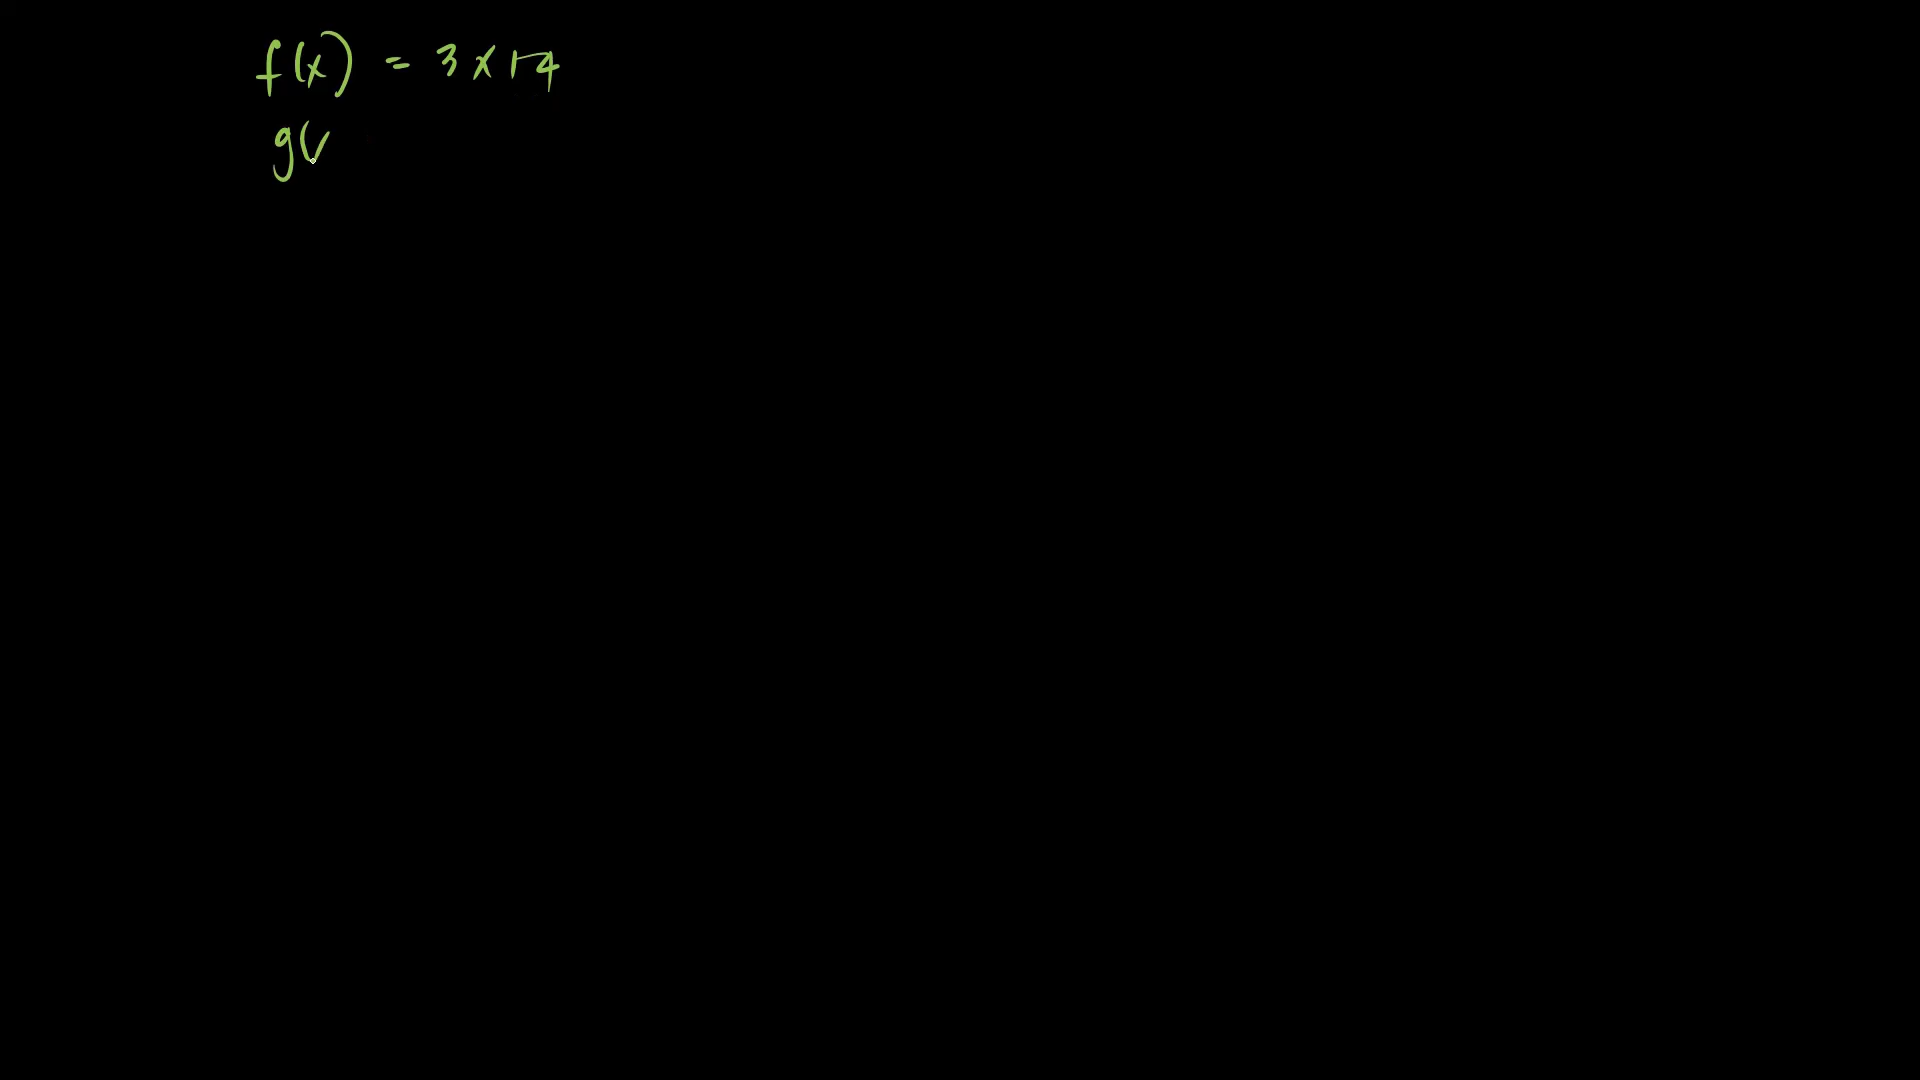 f(x) = 3x+4
g(